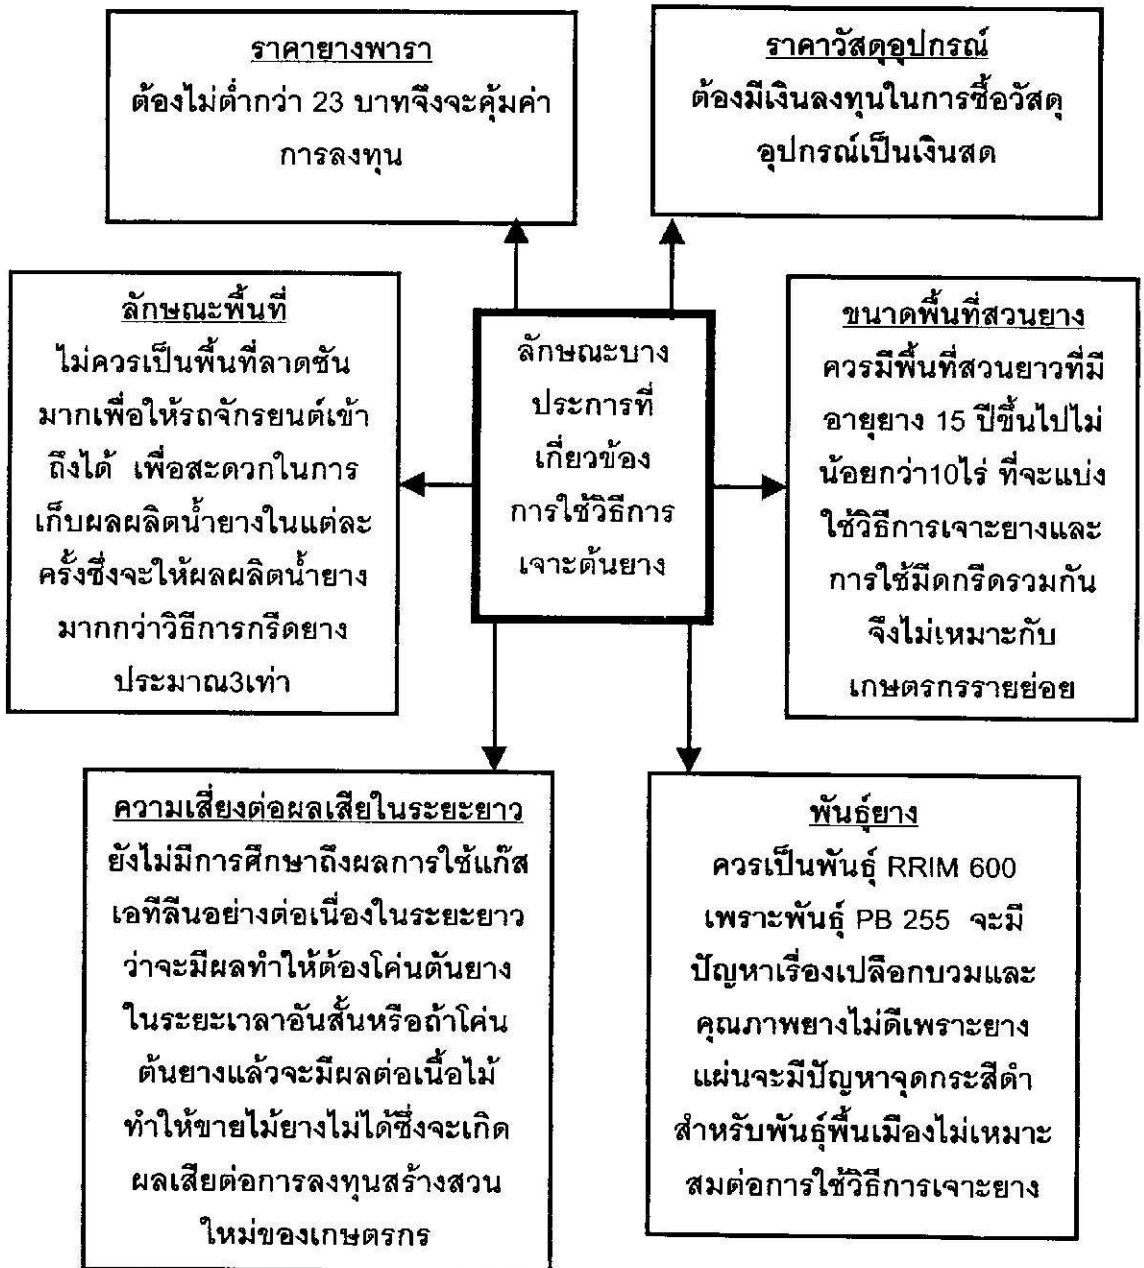 ราคายางพารา
ต้องไม่ต่ำกว่า 23 บาทจึงจะคุ้มค่า
การลงทุน
ราคาวัสดุอุปกรณ์
ต้องมีเงินลงทุนในการซื้อวัสดุ
อุปกรณ์เป็นเงินสด
ลักษณะพื้นที่
ไม่ควรเป็นพื้นที่ลาดชัน
มากเพื่อให้รถจักรยนต์เข้า
ถึงได้ เพื่อสะดวกในการ
เก็บผลผลิตน้ำยางในแต่ละ
ครั้งซึ่งจะให้ผลผลิตน้ำยาง
มากกว่าวิธีการกรีดยาง
ประมาณ3เท่า
ลักษณะบาง
ประการที่
เกี่ยวข้อง
การใช้วิธีการ
เจาะต้นยาง
ขนาดพื้นที่สวนยาง
ควรมีพื้นที่สวนยาวที่มี
อายุยาง 15 ปีขึ้นไปไม่
น้อยกว่า10ไร่ ที่จะแบ่ง
ใช้วิธีการเจาะยางและ
การใช้มีดกรีดรวมกัน
จึงไม่เหมาะกับ
เกษตรกรรายย่อย
ความเสี่ยงต่อผลเสียในระยะยาว
ยังไม่มีการศึกษาถึงผลการใช้แก๊ส
เอทีลีนอย่างต่อเนื่องในระยะยาว
ว่าจะมีผลทำให้ต้องโค่นต้นยาง
ในระยะเวลาอันสั้นหรือถ้าโค่น
ต้นยางแล้วจะมีผลต่อเนื้อไม้
ทำให้ขายไม้ยางไม่ได้ซึ่งจะเกิด
ผลเสียต่อการลงทุนสร้างสวน
ใหม่ของเกษตรกร
พันธุ์ยาง
ควรเป็นพันธุ์ RRIM 600
เพราะพันธุ์ PB 255 จะมี
ปัญหาเรื่องเปลือกบวมและ
คุณภาพยางไม่ดีเพราะยาง
แผ่นจะมีปัญหาจุดกระสีดำ
สำหรับพันธุ์พื้นเมืองไม่เหมาะ
สมต่อการใช้วิธีการเจาะยาง